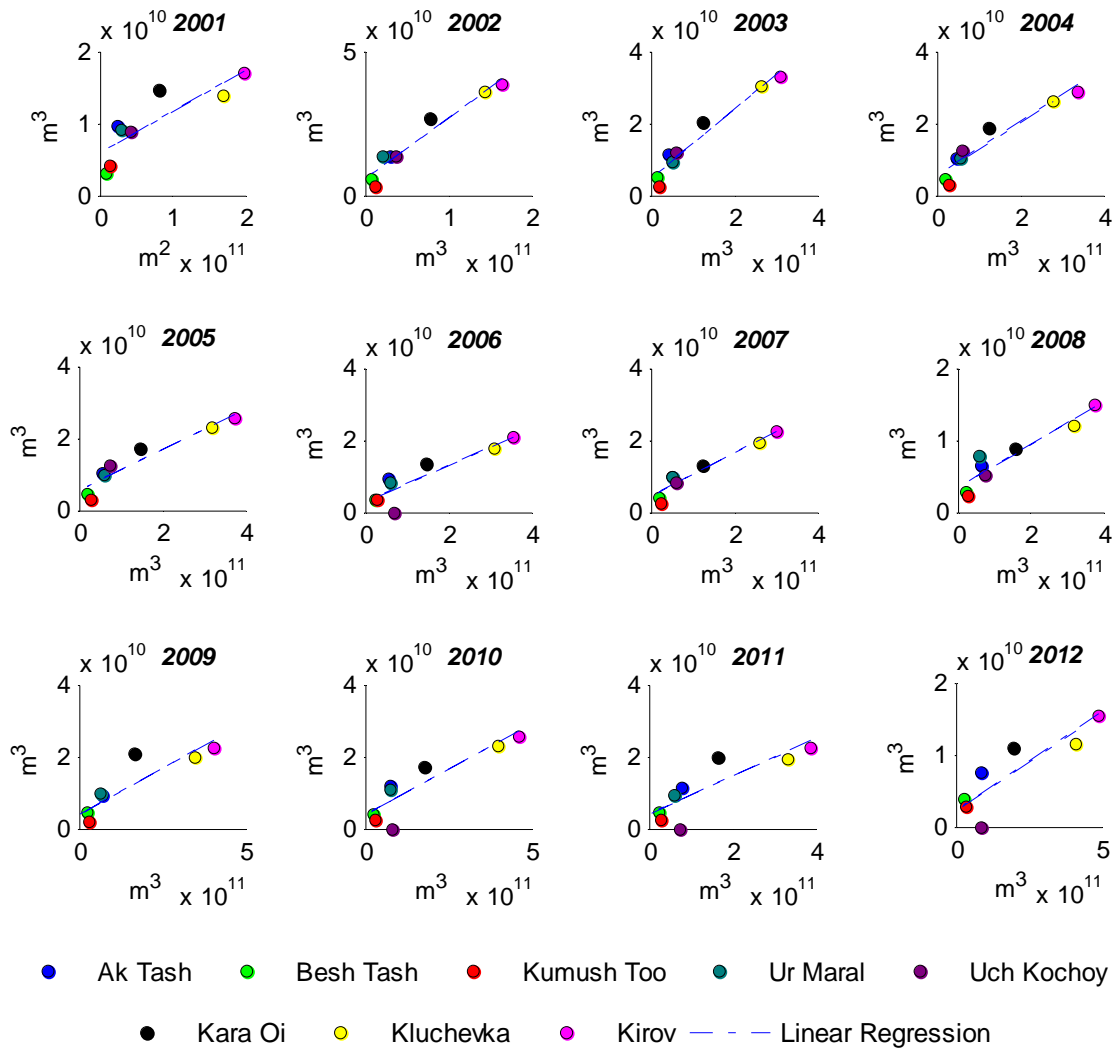 x 10^10 2001 x 10^10 2002 x 10^10 2003 x 10^10 2004
2 5 4 4
m^3 1 m^3 m^3 2 m^3 2
0 0 0 0
0 1 2 0 1 2 0 2 4 0 2 4
m^2 x 10^11 m^3 x 10^11 m^3 x 10^11 m^3 x 10^11
x 10^10 2005 x 10^10 2006 x 10^10 2007 x 10^10 2008
4 4 4 2
m^3 2 m^3 2 m^3 2 m^3 1
0 0 0 0
0 2 4 0 2 4 0 2 4 0 2 4
m^3 x 10^11 m^3 x 10^11 m^3 x 10^11 m^3 x 10^11
x 10^10 2009 x 10^10 2010 x 10^10 2011 x 10^10 2012
4 4 4 2
m^3 2 m^3 2 m^3 2 m^3 1
0 0 0 0
0 5 0 5 0 2 4 0 5
m^3 x 10^11 m^3 x 10^11 m^3 x 10^11 m^3 x 10^11
Ak Tash Besh Tash Kumush Too Ur Maral Uch Kochoy
Kara Oi Kluchevka Kirov Linear Regression